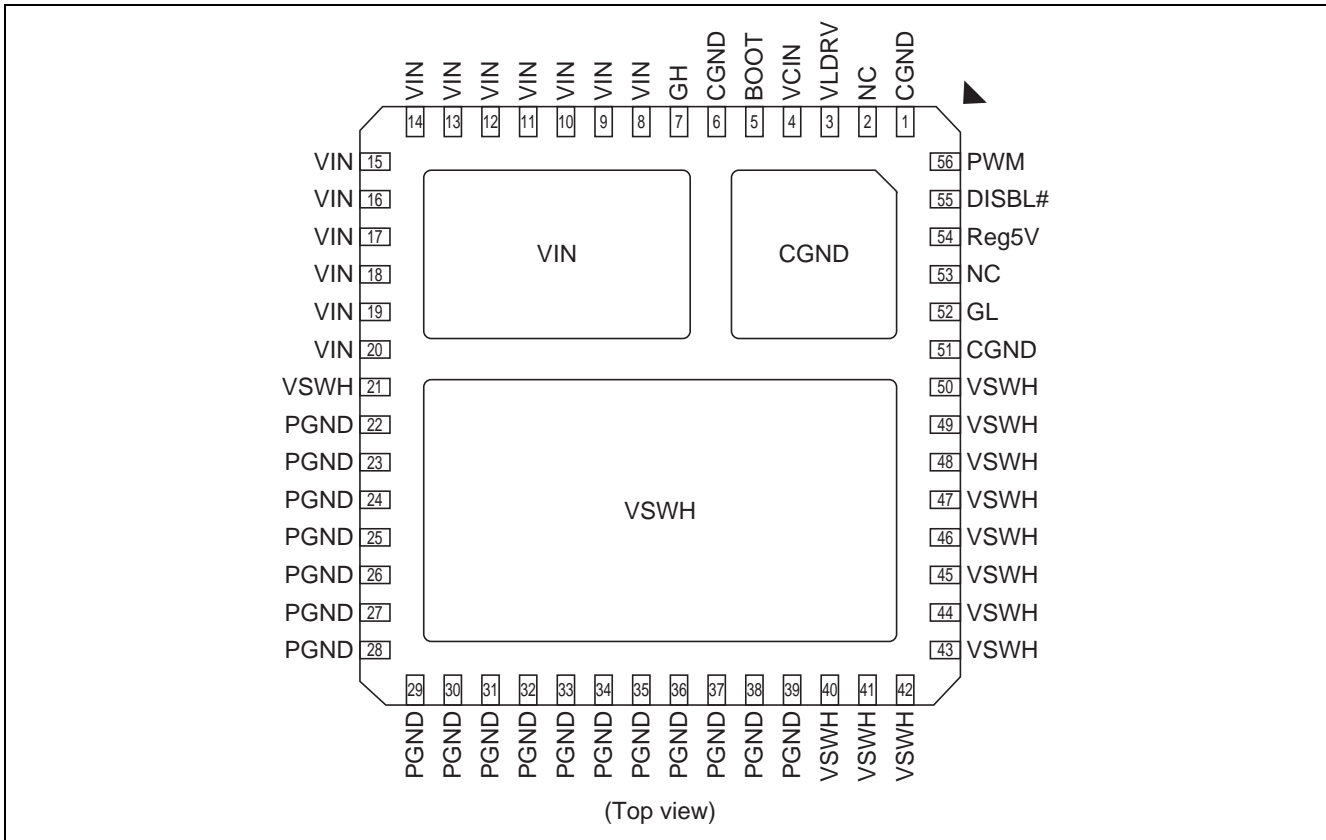 VIN VIN VIN VIN VIN VIN VIN GH CGND BOOT VCIN VLDRV NC CGND
14 13 12 11 10 9 8 7 6 5 4 3 2 1
VIN 15
VIN 16
VIN 17
VIN 18
VIN 19
VIN 20
VSWH 21
PGND 22
PGND 23
PGND 24
PGND 25
PGND 26
PGND 27
PGND 28
VIN
CGND
VSWH
56 PWM
55 DISBL#
54 Reg5V
53 NC
52 GL
51 CGND
50 VSWH
49 VSWH
48 VSWH
47 VSWH
46 VSWH
45 VSWH
44 VSWH
43 VSWH
29 30 31 32 33 34 35 36 37 38 39 40 41 42
PGND PGND PGND PGND PGND PGND PGND PGND PGND PGND PGND VSWH VSWH VSWH
(Top view)